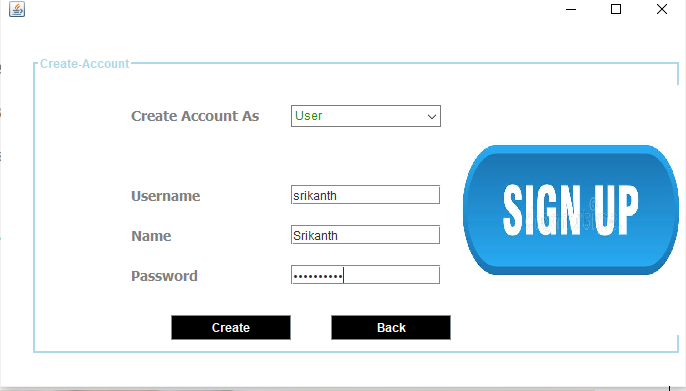 Create-Account
Create Account As User
Username srikanth
Name Srikanth
Password ••••••••••
SIGN UP
Create Back